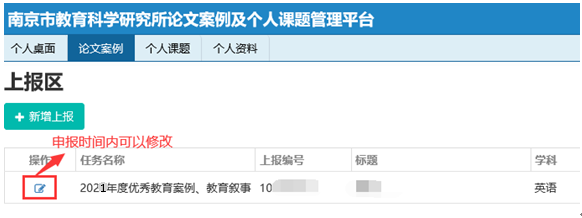 南京市教育科学研究所论文案例及个人课题管理平台
个人桌面 论文案例 个人课题 个人资料
上报区
+ 新增上报
申报时间内可以修改
操作 任务名称 上报编号 标题 学科
2021年度优秀教育案例、教育叙事 10 英语